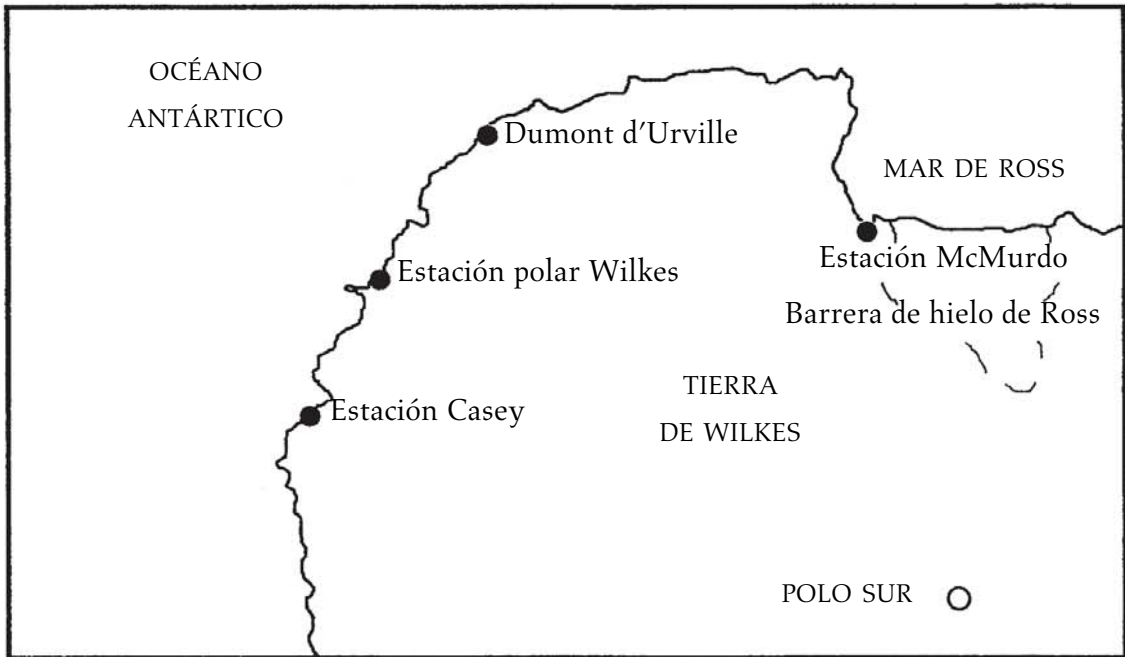 OCÉANO
ANTÁRTICO
Dumont d'Urville
MAR DE ROSS
Estación McMurdo
Estación polar Wilkes
Barrera de hielo de Ross
TIERRA
DE WILKES
Estación Casey
POLO SUR